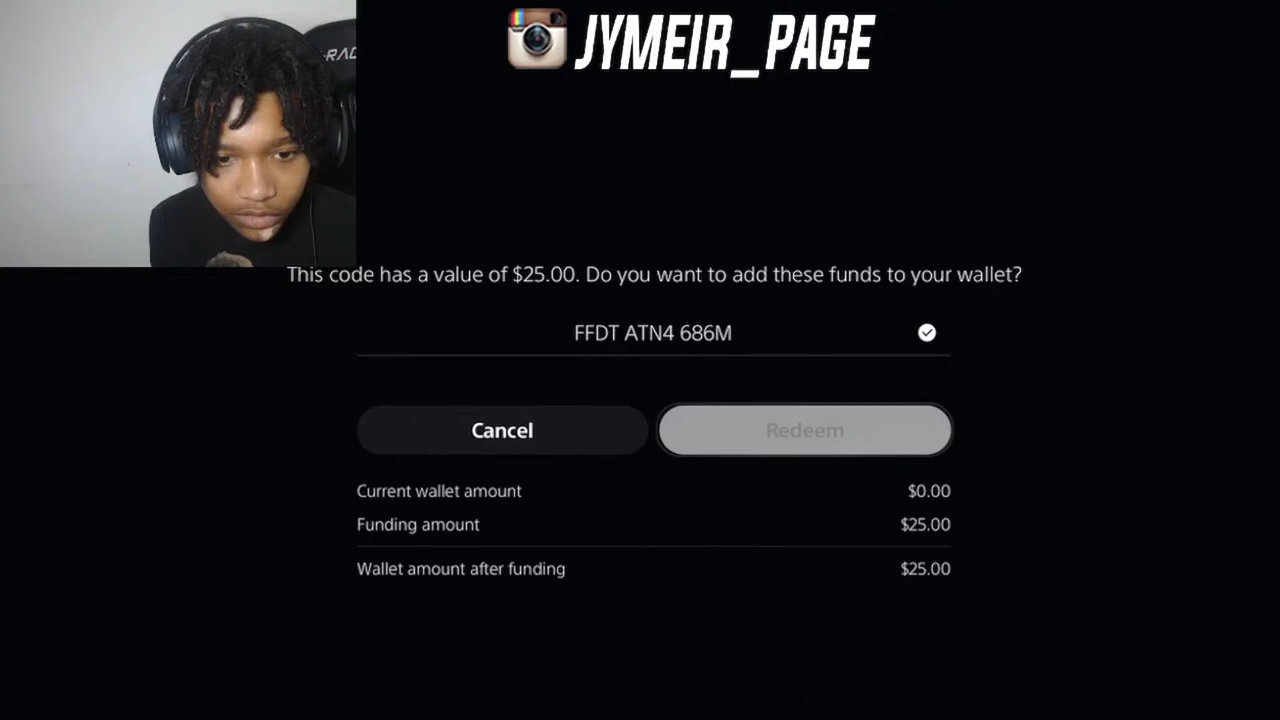 JYMEIR_PAGE
-RAC
This code has a value of $25.00. Do you want to add these funds to your wallet?
FFDT ATN4 686M
Cancel
Redeem
Current wallet amount $0.00
Funding amount $25.00
Wallet amount after funding $25.00